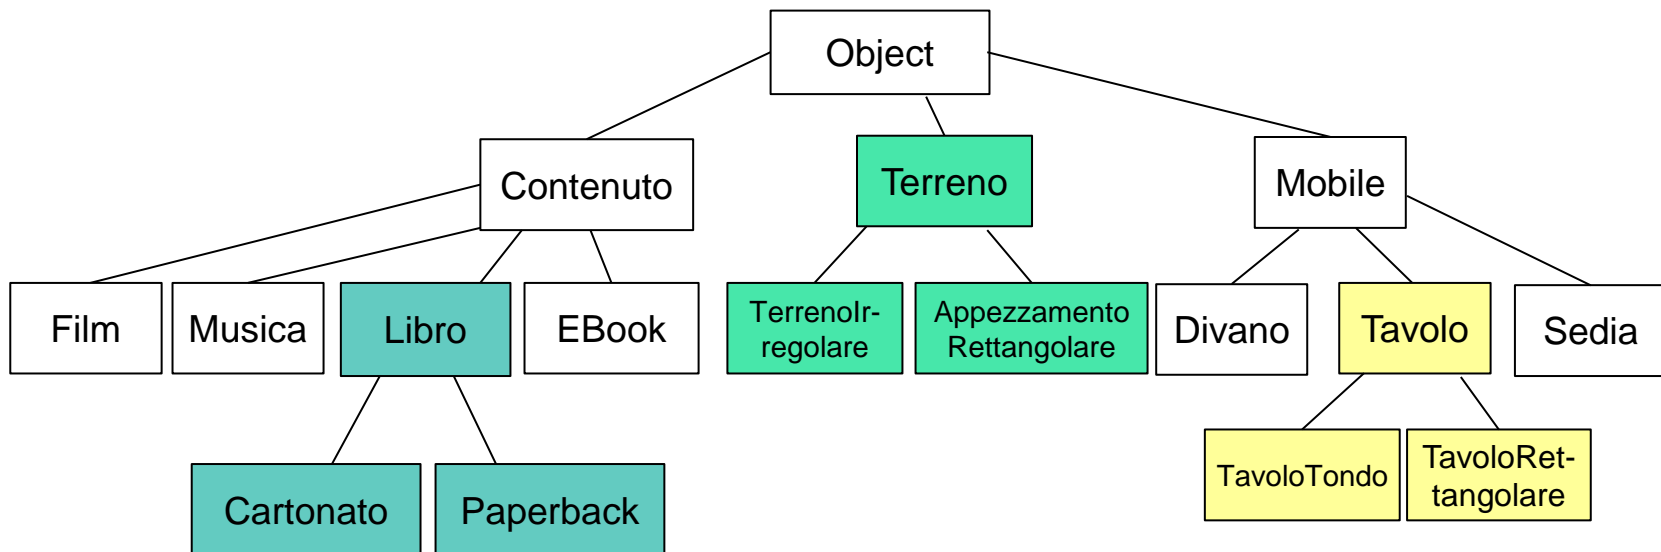 Object
Contenuto
Terreno
Mobile
Film
Musica
Libro
EBook
TerrenoIr-
regolare
Appezzamento
Rettangolare
Divano
Tavolo
Sedia
Cartonato
Paperback
TavoloTondo
TavoloRet-
tangolare